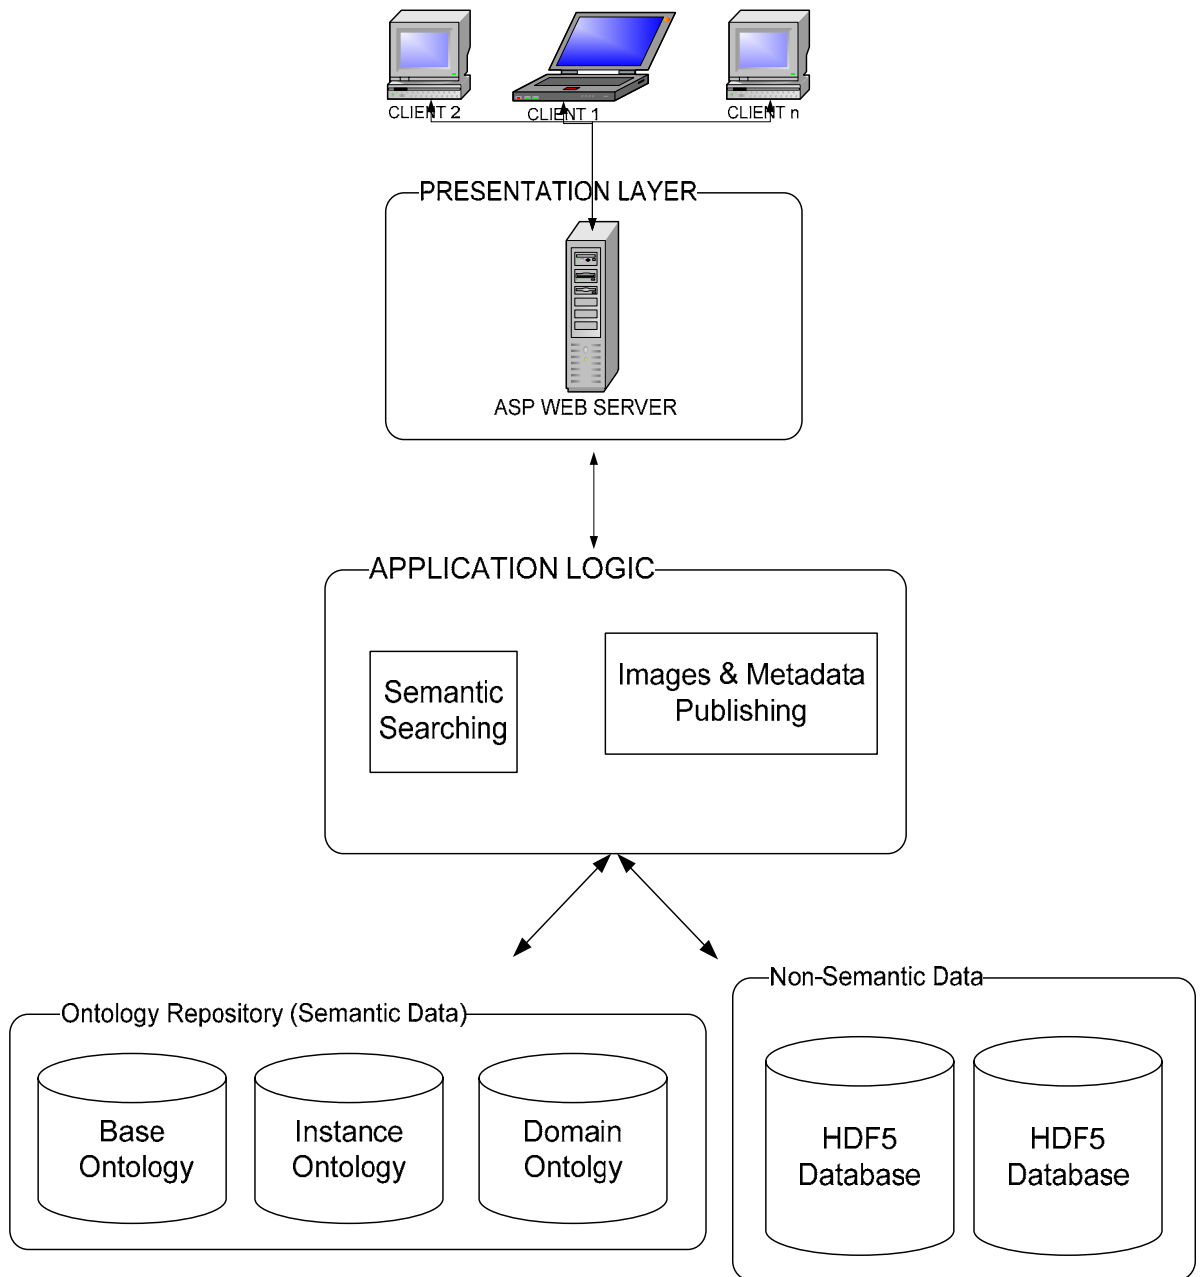 CLIENT 2
CLIENT 1
CLIENT n
PRESENTATION LAYER
ASP WEB SERVER
APPLICATION LOGIC
Semantic
Searching
Images & Metadata
Publishing
Non-Semantic Data
Ontology Repository (Semantic Data)
Base
Ontology
Instance
Ontology
Domain
Ontolgy
HDF5
Database
HDF5
Database